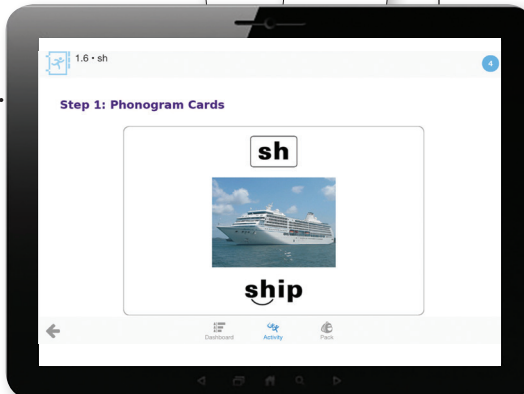 1.6 • sh
4
Step 1: Phonogram Cards
sh
ship
Dashboard
Activity
Pack